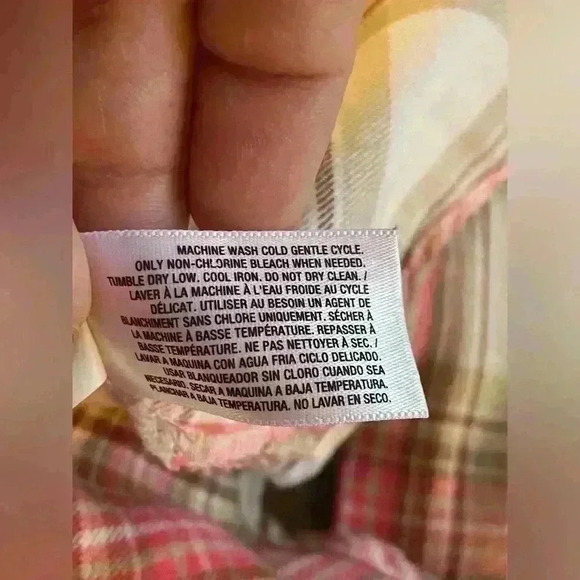 MACHINE WASH COLD GENTLE CYCLE.
ONLY NON-CHLORINE BLEACH WHEN NEEDED.
TUMBLE DRY LOW. COOL IRON. DO NOT DRY CLEAN. /
LAVER À LA MACHINE À L'EAU FROIDE AU CYCLE
DÉLICAT. UTILISER AU BESOIN UN AGENT DE
BLANCHIMENT SANS CHLORE UNIQUEMENT. SÉCHER À
LA MACHINE À BASSE TEMPÉRATURE. REPASSER À
BASSE TEMPÉRATURE. NE PAS NETTOYER À SEC. /
LAVAR A MAQUINA CON AGUA FRIA CICLO DELICADO.
USAR BLANQUEADOR SIN CLORO CUANDO SEA
NECESARIO. SECAR A MAQUINA A BAJA TEMPERATURA.
PLANCHAR A BAJA TEMPERATURA. NO LAVAR EN SECO.